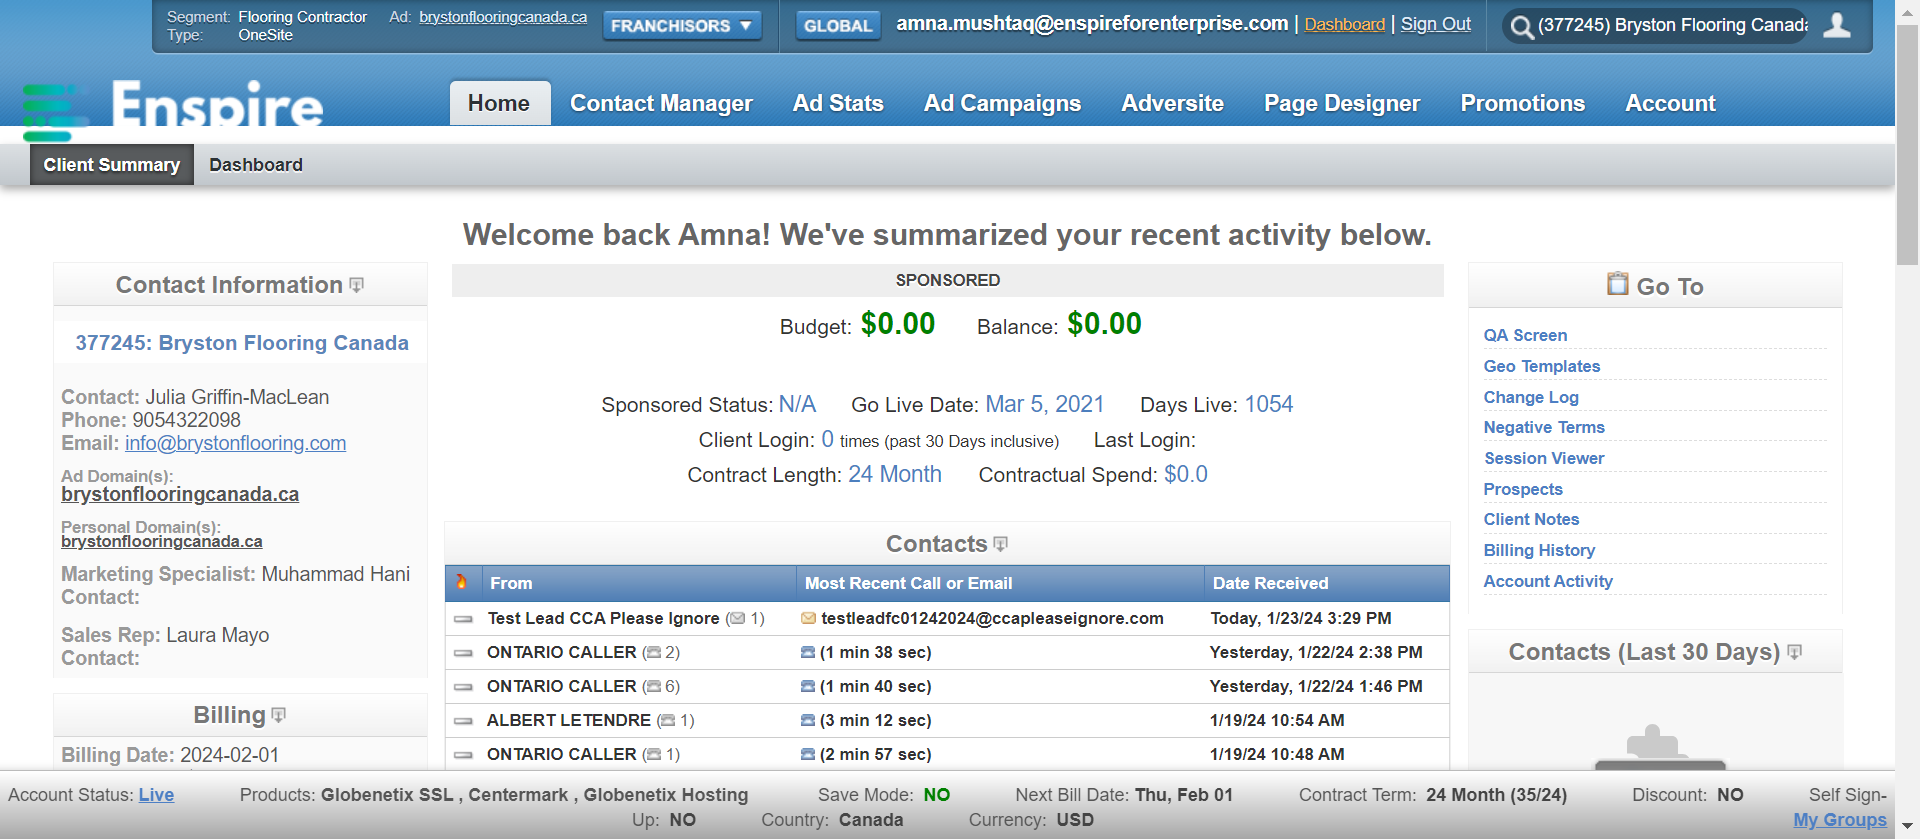 Segment: Flooring Contractor Ad: brystonflooringcanada.ca
Type: OneSite
FRANCHISORS ▼
GLOBAL
amna.mushtaq@enspireforenterprise.com | Dashboard | Sign Out
(377245) Bryston Flooring Canada
Enspire
Home Contact Manager Ad Stats Ad Campaigns Adversite Page Designer Promotions Account
Client Summary Dashboard
Welcome back Amna! We've summarized your recent activity below.
Contact Information
377245: Bryston Flooring Canada
Contact: Julia Griffin-MacLean
Phone: 9054322098
Email: info@brystonflooring.com
Ad Domain(s):
brystonflooringcanada.ca
Personal Domain(s):
brystonflooringcanada.ca
Marketing Specialist: Muhammad Hani
Contact:
Sales Rep: Laura Mayo
Contact:
Billing
Billing Date: 2024-02-01
SPONSORED
Budget: $0.00 Balance: $0.00
Sponsored Status: N/A Go Live Date: Mar 5, 2021 Days Live: 1054
Client Login: 0 times (past 30 Days inclusive) Last Login:
Contract Length: 24 Month Contractual Spend: $0.0
Contacts
From Most Recent Call or Email Date Received
Test Lead CCA Please Ignore (1) testleadfc01242024@ccapleaseignore.com Today, 1/23/24 3:29 PM
ONTARIO CALLER (2) (1 min 38 sec) Yesterday, 1/22/24 2:38 PM
ONTARIO CALLER (6) (1 min 40 sec) Yesterday, 1/22/24 1:46 PM
ALBERT LETENDRE (1) (3 min 12 sec) 1/19/24 10:54 AM
ONTARIO CALLER (1) (2 min 57 sec) 1/19/24 10:48 AM
Go To
QA Screen
Geo Templates
Change Log
Negative Terms
Session Viewer
Prospects
Client Notes
Billing History
Account Activity
Contacts (Last 30 Days)
Account Status: Live Products: Globenetix SSL , Centermark , Globenetix Hosting Save Mode: NO Next Bill Date: Thu, Feb 01 Contract Term: 24 Month (35/24) Discount: NO Self Sign-
Up: NO Country: Canada Currency: USD My Groups